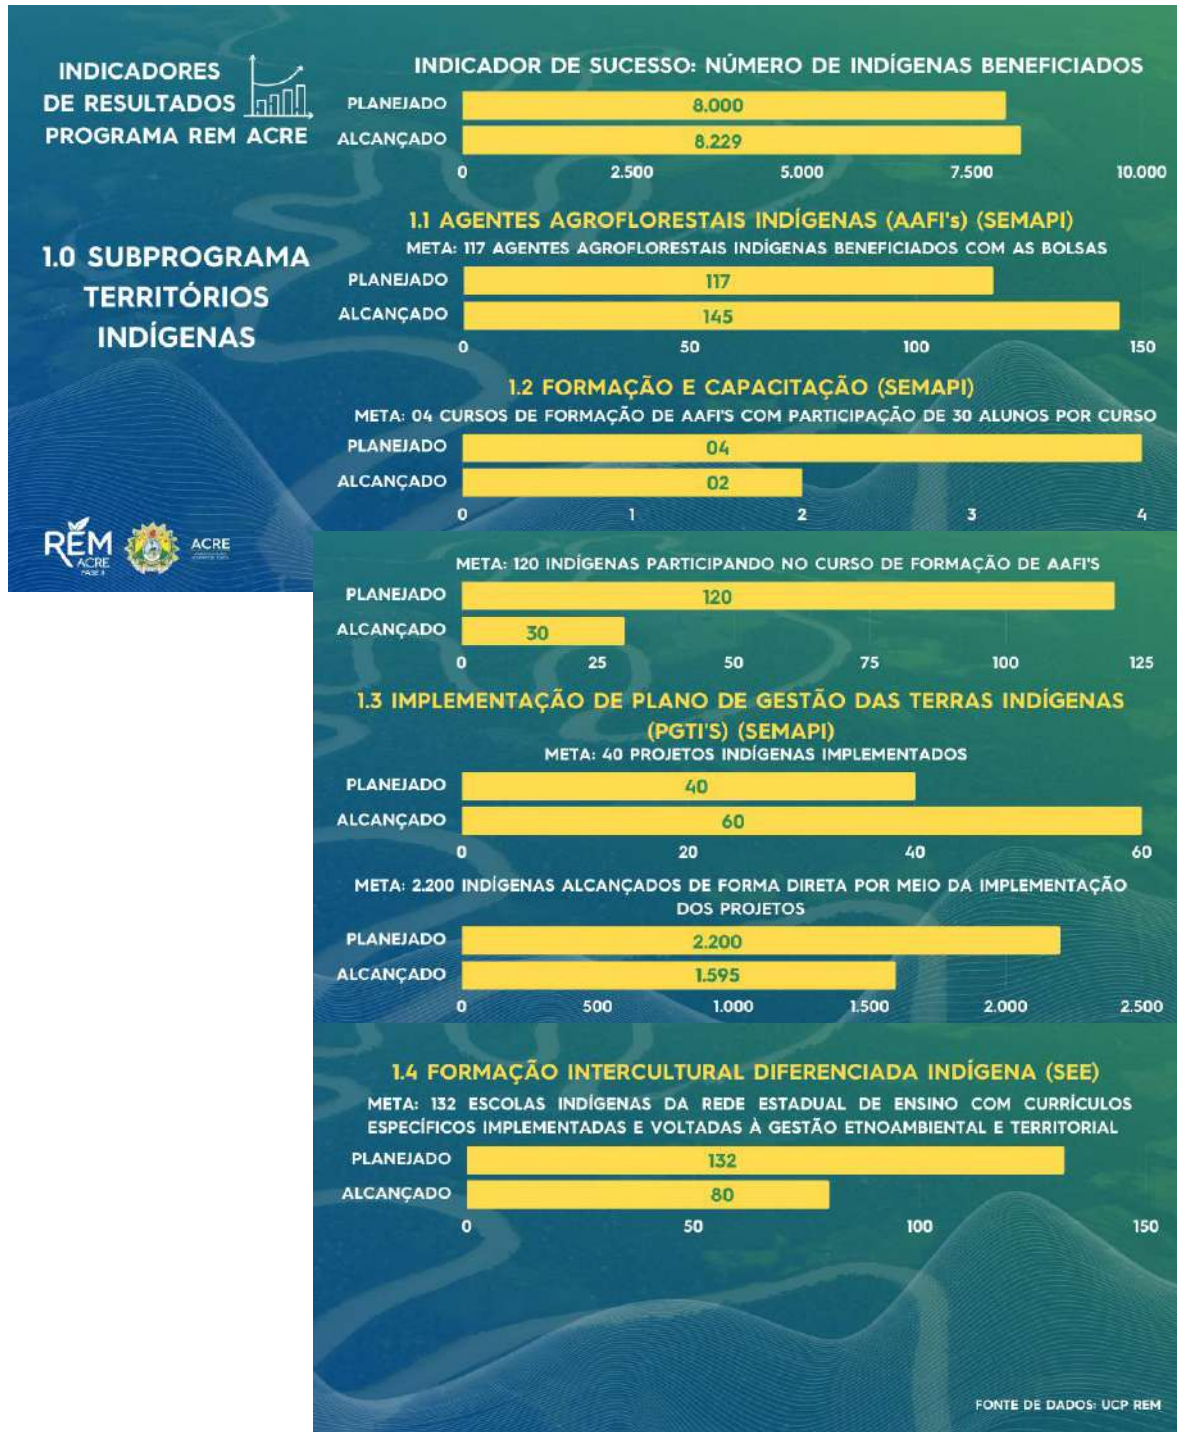 INDICADORES
DE RESULTADOS
PROGRAMA REM ACRE
1.0 SUBPROGRAMA
TERRITÓRIOS
INDÍGENAS
REM
ACRE
FASE II
ACRE
INDICADOR DE SUCESSO: NÚMERO DE INDÍGENAS BENEFICIADOS
PLANEJADO 8.000
ALCANÇADO 8.229
0 2.500 5.000 7.500 10.000
1.1 AGENTES AGROFLORESTAIS INDÍGENAS (AAFI's) (SEMAPI)
META: 117 AGENTES AGROFLORESTAIS INDÍGENAS BENEFICIADOS COM AS BOLSAS
PLANEJADO 117
ALCANÇADO 145
0 50 100 150
1.2 FORMAÇÃO E CAPACITAÇÃO (SEMAPI)
META: 04 CURSOS DE FORMAÇÃO DE AAFI'S COM PARTICIPAÇÃO DE 30 ALUNOS POR CURSO
PLANEJADO 04
ALCANÇADO 02
0 1 2 3 4
META: 120 INDÍGENAS PARTICIPANDO NO CURSO DE FORMAÇÃO DE AAFI'S
PLANEJADO 120
ALCANÇADO 30
0 25 50 75 100 125
1.3 IMPLEMENTAÇÃO DE PLANO DE GESTÃO DAS TERRAS INDÍGENAS
(PGTI'S) (SEMAPI)
META: 40 PROJETOS INDÍGENAS IMPLEMENTADOS
PLANEJADO 40
ALCANÇADO 60
0 20 40 60
META: 2.200 INDÍGENAS ALCANÇADOS DE FORMA DIRETA POR MEIO DA IMPLEMENTAÇÃO
DOS PROJETOS
PLANEJADO 2.200
ALCANÇADO 1.595
0 500 1.000 1.500 2.000 2.500
1.4 FORMAÇÃO INTERCULTURAL DIFERENCIADA INDÍGENA (SEE)
META: 132 ESCOLAS INDÍGENAS DA REDE ESTADUAL DE ENSINO COM CURRÍCULOS
ESPECÍFICOS IMPLEMENTADAS E VOLTADAS À GESTÃO ETNOAMBIENTAL E TERRITORIAL
PLANEJADO 132
ALCANÇADO 80
0 50 100 150
FONTE DE DADOS: UCP REM